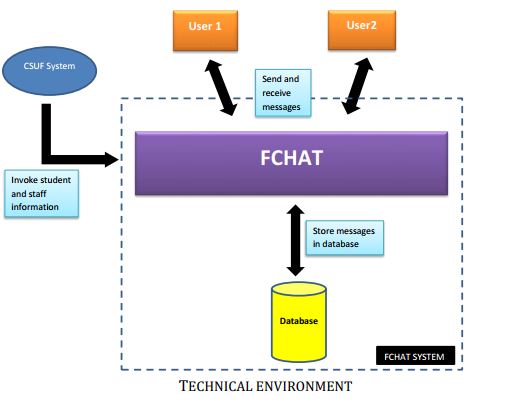 User 1
User2
CSUF System
Send and
receive
messages
FCHAT
Invoke student
and staff
information
Store messages
in database
Database
FCHAT SYSTEM
TECHNICAL ENVIRONMENT